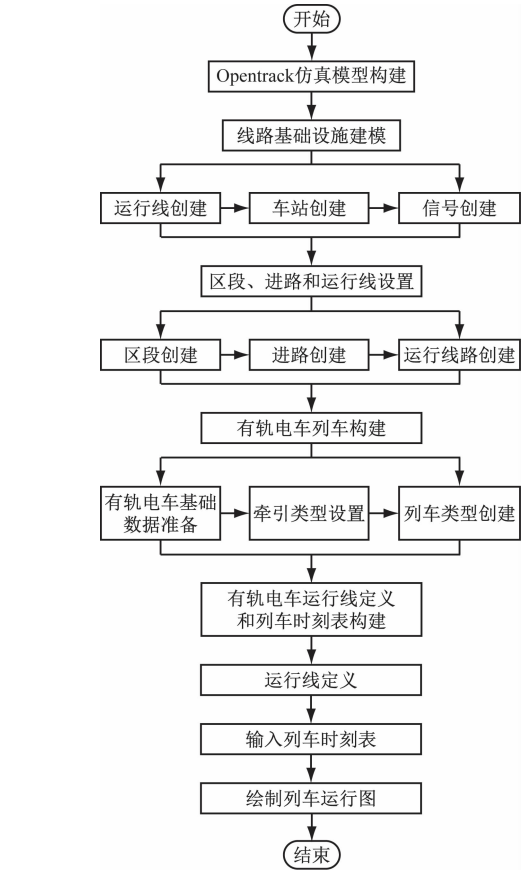 开始
Opentrack仿真模型构建
线路基础设施建模
运行线创建
车站创建
信号创建
区段、进路和运行线设置
区段创建
进路创建
运行线路创建
有轨电车列车构建
有轨电车基础
数据准备
牵引类型设置
列车类型创建
有轨电车运行线定义
和列车时刻表构建
运行线定义
输入列车时刻表
绘制列车运行图
结束